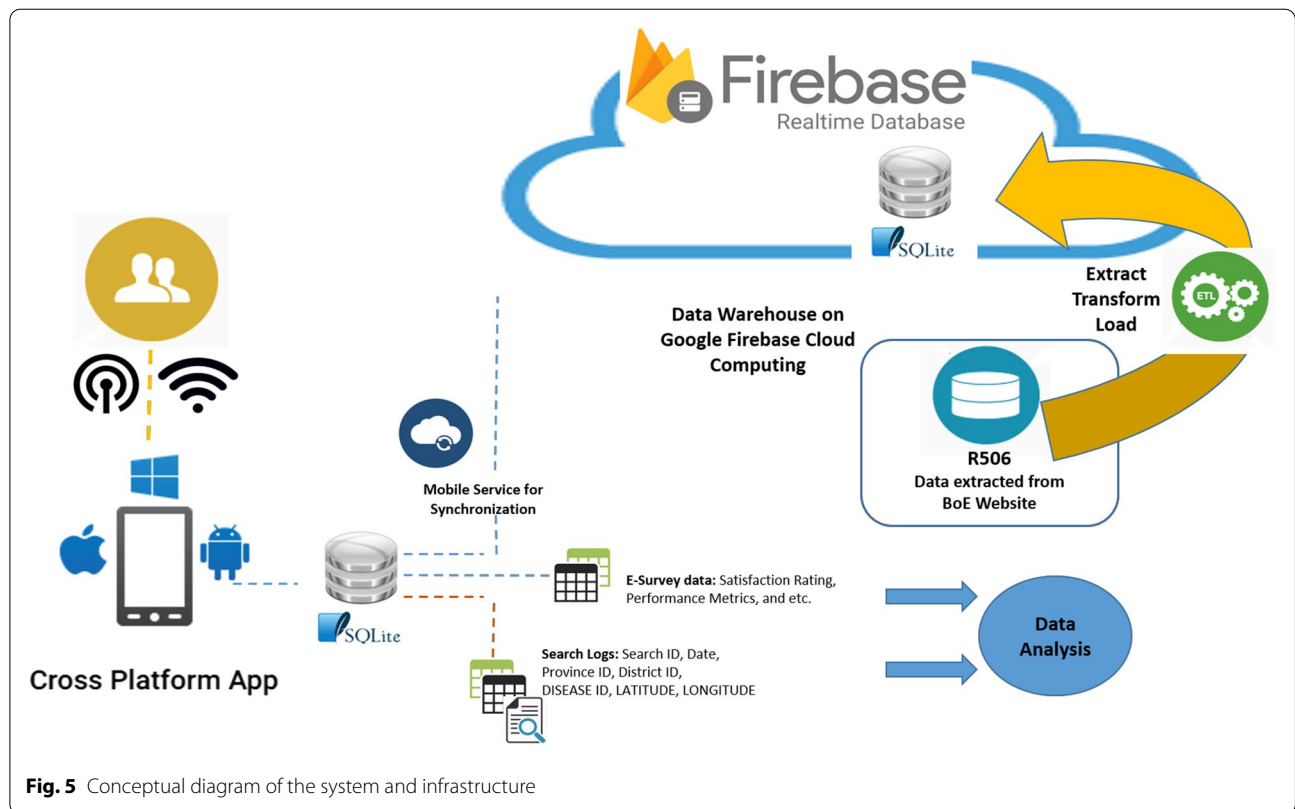 Firebase
Realtime Database
SQLite
Extract
Transform
Load
ETL
Data Warehouse on
Google Firebase Cloud
Computing
R506
Data extracted from
BoE Website
Mobile Service for
Synchronization
SQLite
E-Survey data: Satisfaction Rating,
Performance Metrics, and etc.
Data
Analysis
Search Logs: Search ID, Date,
Province ID, District ID,
DISEASE ID, LATITUDE, LONGITUDE
Cross Platform App
Fig. 5 Conceptual diagram of the system and infrastructure